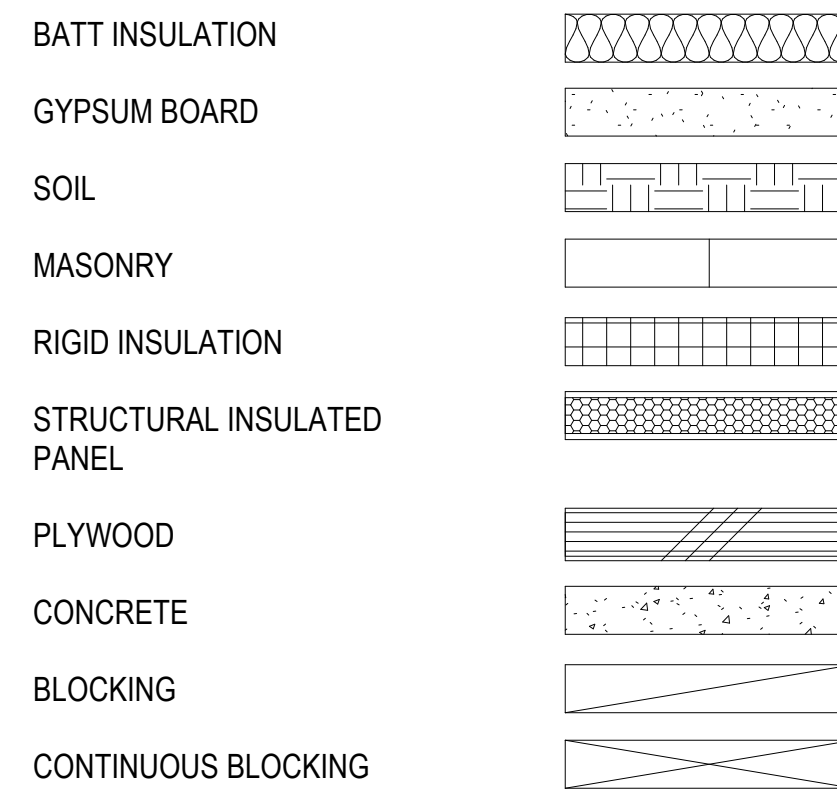 BATT INSULATION
GYPSUM BOARD
SOIL
MASONRY
RIGID INSULATION
STRUCTURAL INSULATED
PANEL
PLYWOOD
CONCRETE
BLOCKING
CONTINUOUS BLOCKING